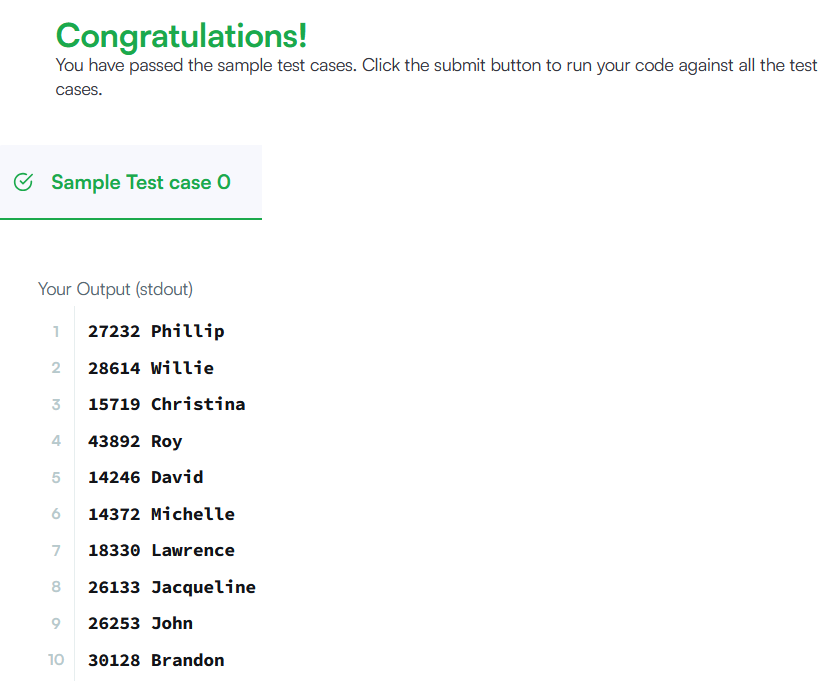 Congratulations!
You have passed the sample test cases. Click the submit button to run your code against all the test
cases.
Sample Test case 0
Your Output (stdout)
1 27232 Phillip
2 28614 Willie
3 15719 Christina
4 43892 Roy
5 14246 David
6 14372 Michelle
7 18330 Lawrence
8 26133 Jacqueline
9 26253 John
10 30128 Brandon